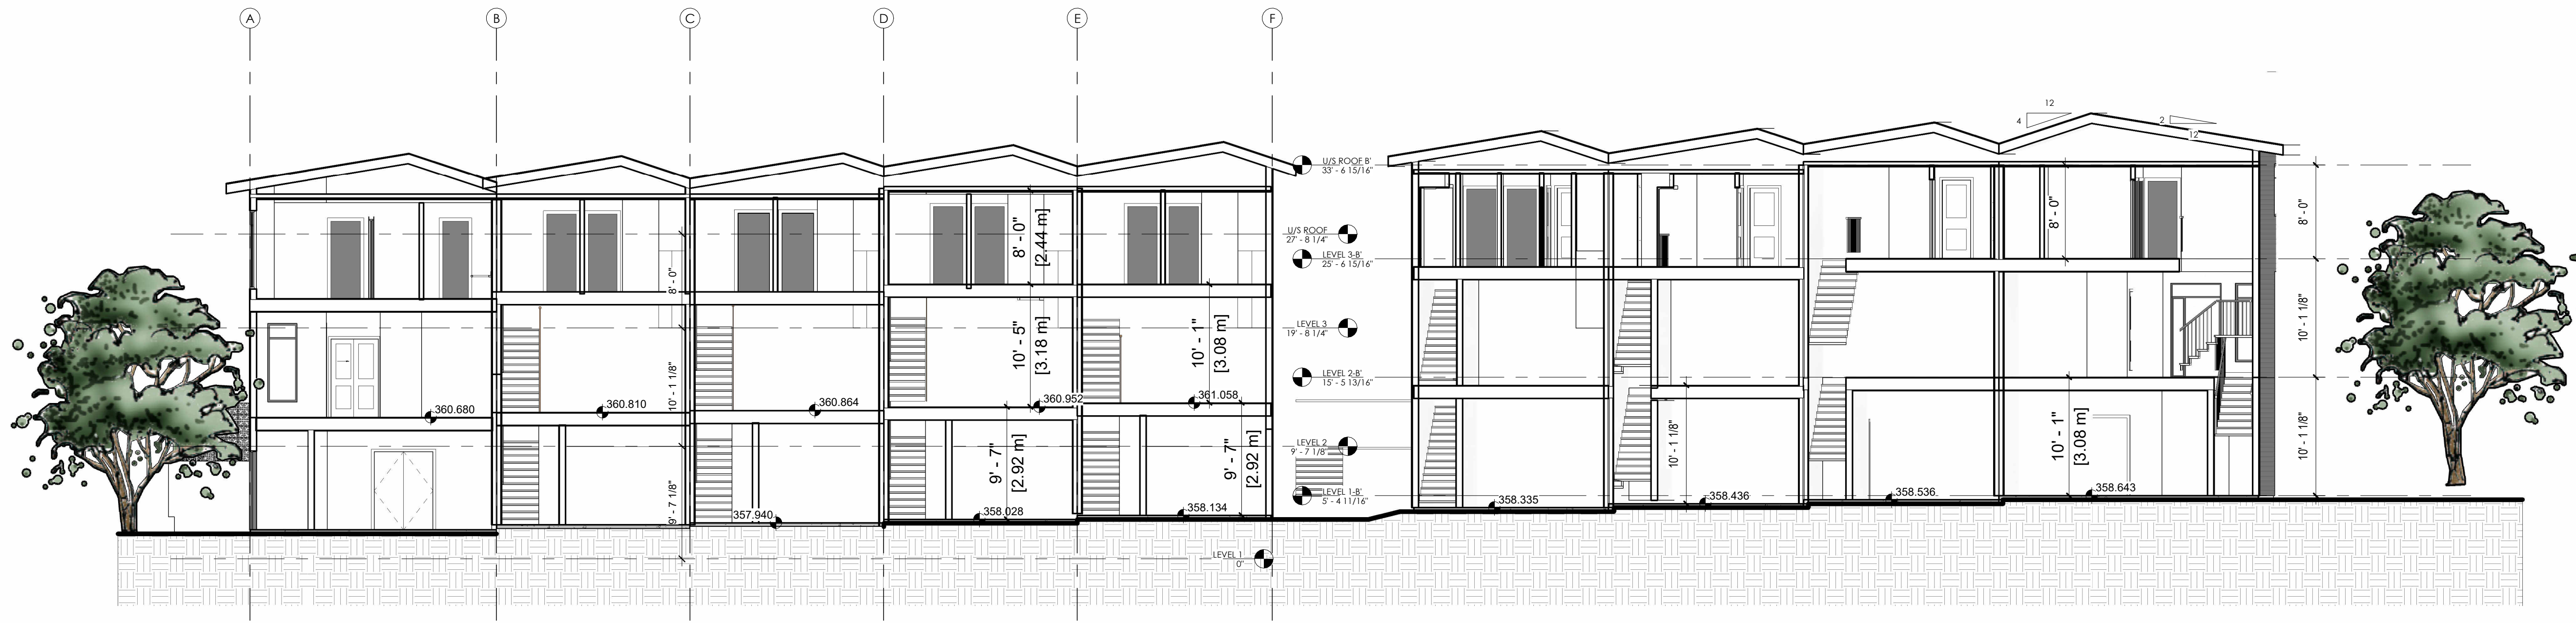 A
B
C
D
E
F
12
4
2
12
U/S ROOF B'
33' - 6 15/16"
U/S ROOF
27' - 8 1/4"
LEVEL 3-B'
25' - 6 15/16"
LEVEL 3
19' - 8 1/4"
LEVEL 2-B'
15' - 5 13/16"
LEVEL 2
9' - 7 1/8"
LEVEL 1-B'
5' - 4 11/16"
LEVEL 1
0"
8' - 0"
10' - 1 1/8"
9' - 7 1/8"
8' - 0"
[2.44 m]
10' - 5"
[3.18 m]
9' - 7"
[2.92 m]
10' - 1"
[3.08 m]
9' - 7"
[2.92 m]
360.680
360.810
360.864
360.952
361.058
357.940
358.028
358.134
358.335
358.436
358.536
358.643
10' - 1 1/8"
8' - 0"
10' - 1"
[3.08 m]
8' - 0"
10' - 1 1/8"
10' - 1 1/8"